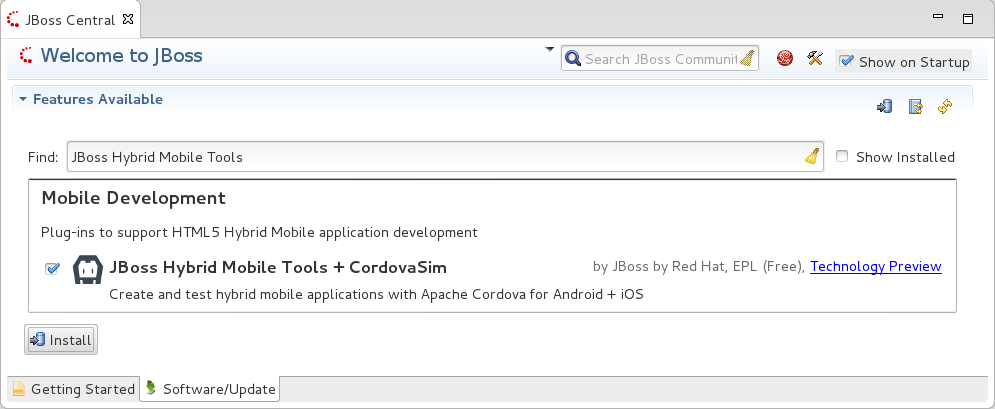 JBoss Central
Welcome to JBoss
Search JBoss Communit
Show on Startup
Features Available
Find: JBoss Hybrid Mobile Tools
Show Installed
Mobile Development
Plug-ins to support HTML5 Hybrid Mobile application development
JBoss Hybrid Mobile Tools + CordovaSim
by JBoss by Red Hat, EPL (Free), Technology Preview
Create and test hybrid mobile applications with Apache Cordova for Android + iOS
Install
Getting Started
Software/Update